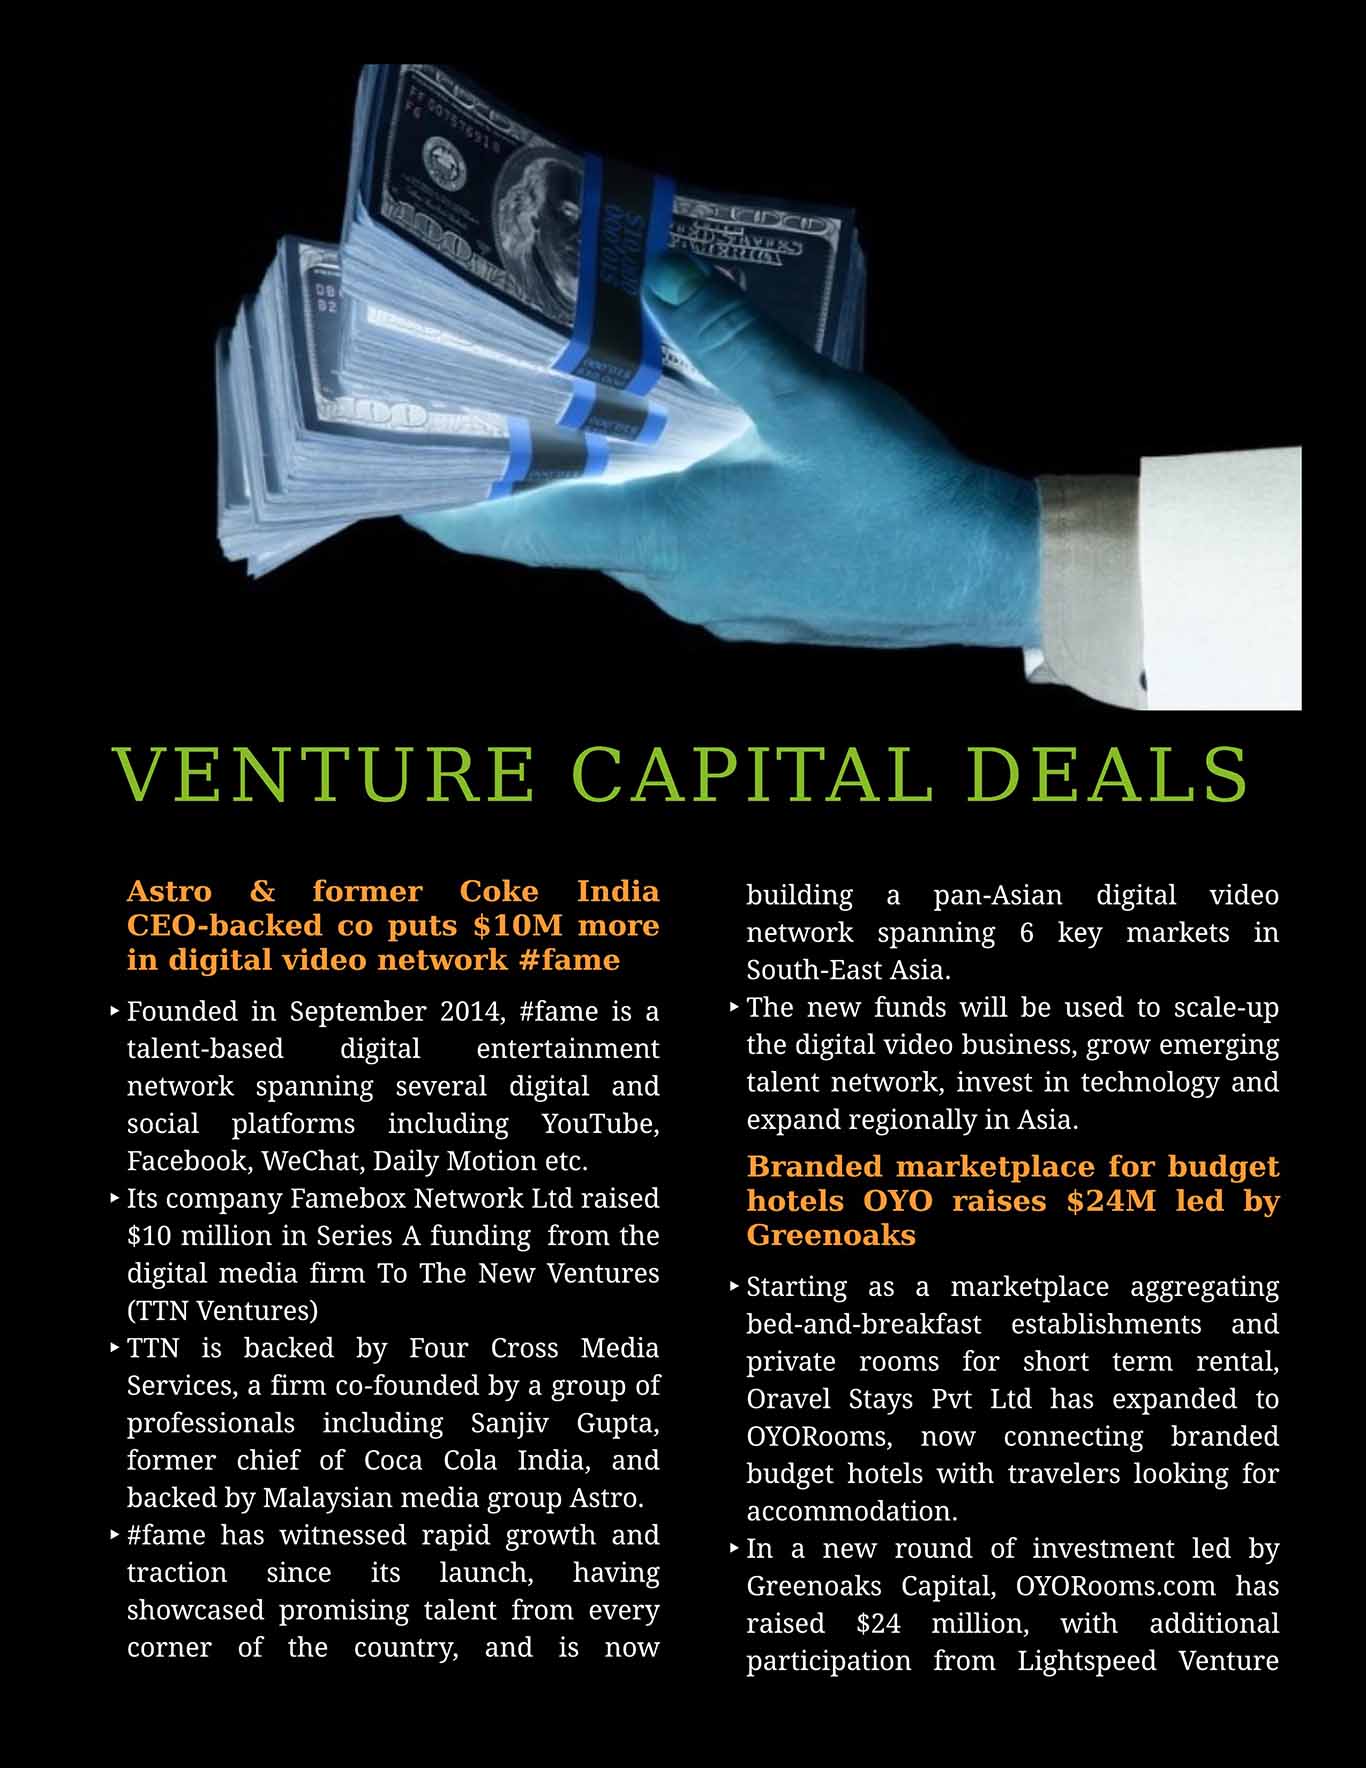 VENTURE CAPITAL DEALS
Astro & former Coke India
CEO-backed co puts $10M more
in digital video network #fame
‣ Founded in September 2014, #fame is a
talent-based digital entertainment
network spanning several digital and
social platforms including YouTube,
Facebook, WeChat, Daily Motion etc.
‣ Its company Famebox Network Ltd raised
$10 million in Series A funding from the
digital media firm To The New Ventures
(TTN Ventures)
‣ TTN is backed by Four Cross Media
Services, a firm co-founded by a group of
professionals including Sanjiv Gupta,
former chief of Coca Cola India, and
backed by Malaysian media group Astro.
‣ #fame has witnessed rapid growth and
traction since its launch, having
showcased promising talent from every
corner of the country, and is now
building a pan-Asian digital video
network spanning 6 key markets in
South-East Asia.
‣ The new funds will be used to scale-up
the digital video business, grow emerging
talent network, invest in technology and
expand regionally in Asia.
Branded marketplace for budget
hotels OYO raises $24M led by
Greenoaks
‣ Starting as a marketplace aggregating
bed-and-breakfast establishments and
private rooms for short term rental,
Oravel Stays Pvt Ltd has expanded to
OYORooms, now connecting branded
budget hotels with travelers looking for
accommodation.
‣ In a new round of investment led by
Greenoaks Capital, OYORooms.com has
raised $24 million, with additional
participation from Lightspeed Venture